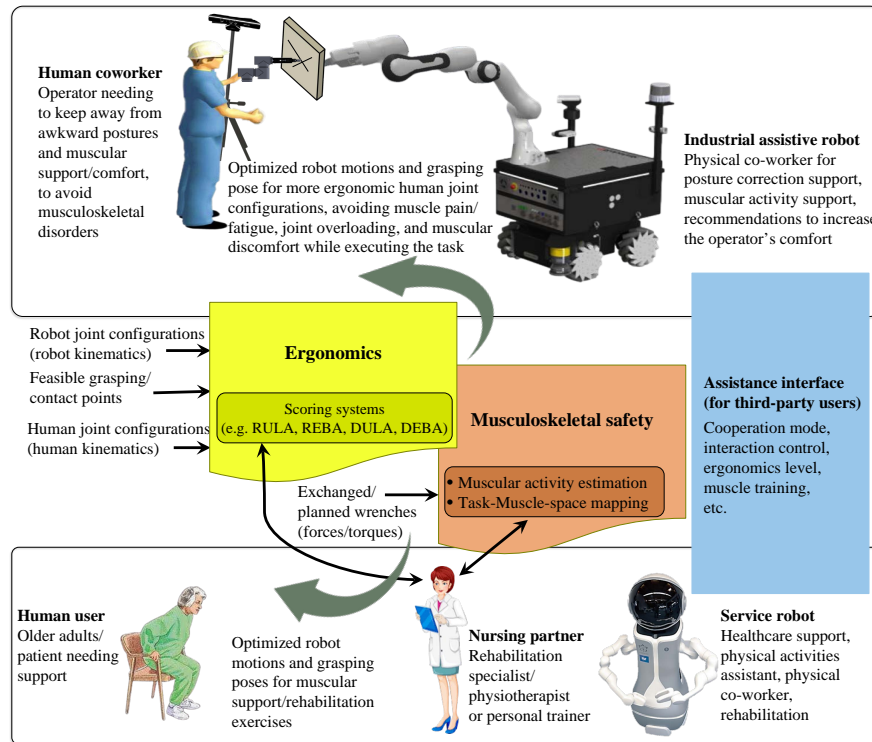 Human coworker
Operator needing
to keep away from
awkward postures
and muscular
support/comfort,
to avoid
musculoskeletal
disorders
Optimized robot motions and grasping
pose for more ergonomic human joint
configurations, avoiding muscle pain/
fatigue, joint overloading, and muscular
discomfort while executing the task
Industrial assistive robot
Physical co-worker for
posture correction support,
muscular activity support,
recommendations to increase
the operator's comfort
Robot joint configurations
(robot kinematics)
Feasible grasping/
contact points
Human joint configurations
(human kinematics)
Ergonomics
Scoring systems
(e.g. RULA, REBA, DULA, DEBA)
Musculoskeletal safety
• Muscular activity estimation
• Task-Muscle-space mapping
Exchanged/
planned wrenches
(forces/torques)
Assistance interface
(for third-party users)
Cooperation mode,
interaction control,
ergonomics level,
muscle training,
etc.
Human user
Older adults/
patient needing
support
Optimized robot
motions and grasping
poses for muscular
support/rehabilitation
exercises
Nursing partner
Rehabilitation
specialist/
physiotherapist
or personal trainer
Service robot
Healthcare support,
physical activities
assistant, physical
co-worker,
rehabilitation